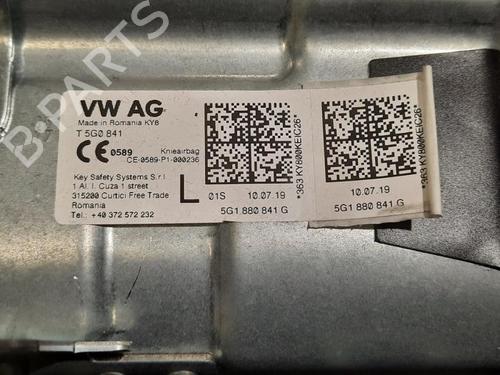 B-PARTS
VW AG
Made in Romania KY8
T 5G0 841
CE 0589
Knieairbag
CE-0589-P1-000236
Key Safety Systems S.r.l
1 Al. I. Cuza 1 street
315200 Curtici Free Trade
Romania
Tel.: +40 372 572 232
L
01S 10.07.19
5G1 880 841 G
*363 KY800KEIC26*
10.07.19
5G1 880 841 G
*363 KY800KEIC26*